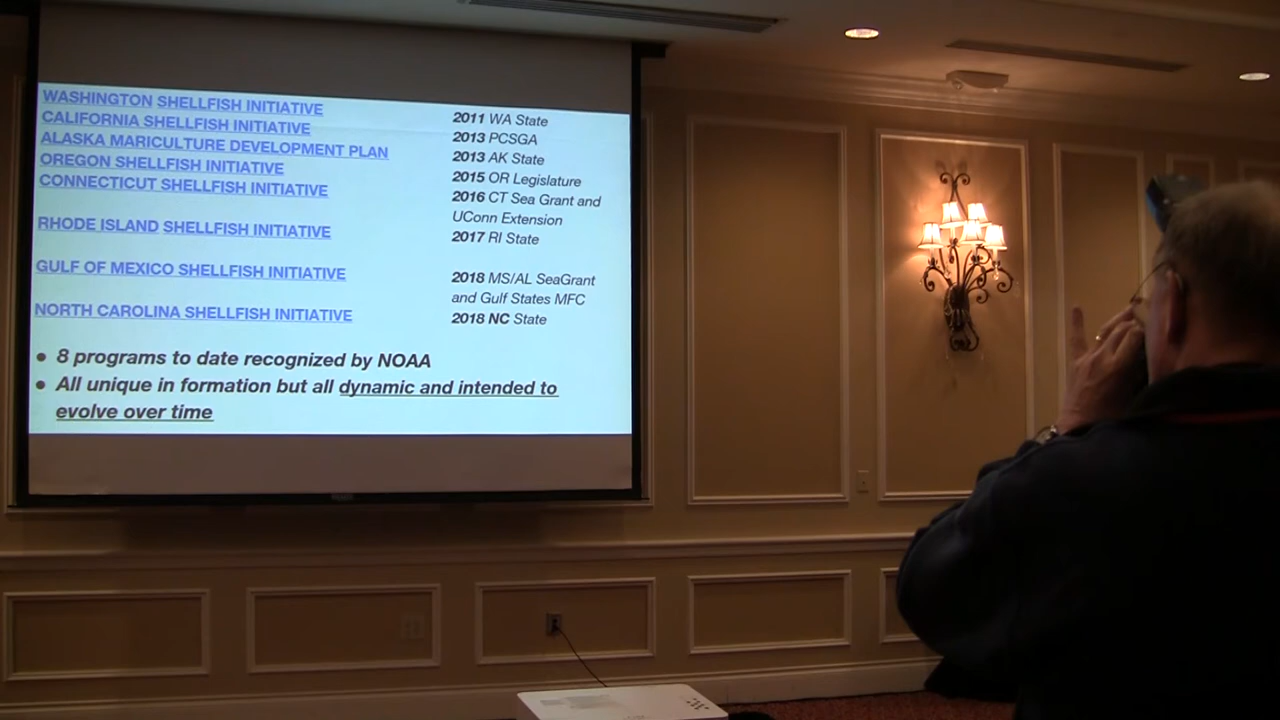 WASHINGTON SHELLFISH INITIATIVE
CALIFORNIA SHELLFISH INITIATIVE
ALASKA MARICULTURE DEVELOPMENT PLAN
OREGON SHELLFISH INITIATIVE
CONNECTICUT SHELLFISH INITIATIVE
RHODE ISLAND SHELLFISH INITIATIVE
GULF OF MEXICO SHELLFISH INITIATIVE
NORTH CAROLINA SHELLFISH INITIATIVE
2011 WA State
2013 PCSGA
2013 AK State
2015 OR Legislature
2016 CT Sea Grant and
UConn Extension
2017 RI State
2018 MS/AL SeaGrant
and Gulf States MFC
2018 NC State
• 8 programs to date recognized by NOAA
• All unique in formation but all dynamic and intended to
evolve over time